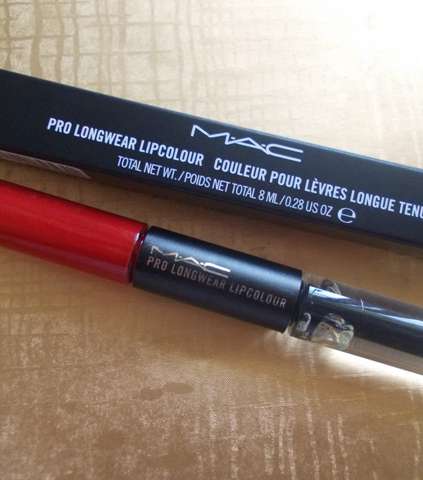 MAC
PRO LONGWEAR LIPCOLOUR COULEUR POUR LÈVRES LONGUE TENU
TOTAL NET WT. / POIDS NET TOTAL 8 ML / 0.28 US OZ ℮
MAC
PRO LONGWEAR LIPCOLOUR